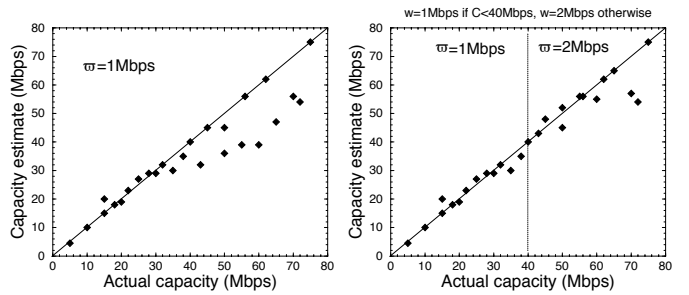 w=1Mbps if C<40Mbps, w=2Mbps otherwise
80
70
60
50
40
30
20
10
0
Capacity estimate (Mbps)
ϖ=1Mbps
0 10 20 30 40 50 60 70 80
Actual capacity (Mbps)
80
70
60
50
40
30
20
10
0
Capacity estimate (Mbps)
ϖ=1Mbps ϖ=2Mbps
0 10 20 30 40 50 60 70 80
Actual capacity (Mbps)